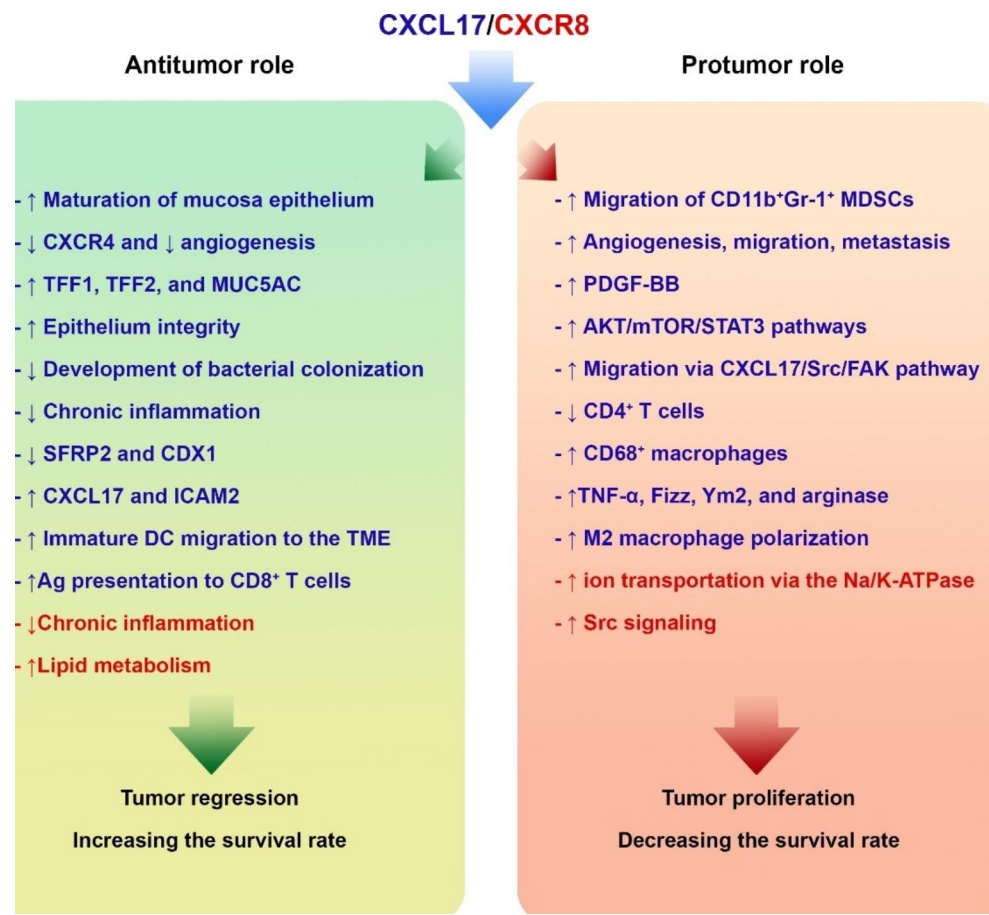 CXCL17/CXCR8
Antitumor role
- ↑ Maturation of mucosa epithelium
- ↓ CXCR4 and ↓ angiogenesis
- ↑ TFF1, TFF2, and MUC5AC
- ↑ Epithelium integrity
- ↓ Development of bacterial colonization
- ↓ Chronic inflammation
- ↓ SFRP2 and CDX1
- ↑ CXCL17 and ICAM2
- ↑ Immature DC migration to the TME
- ↑Ag presentation to CD8⁺ T cells
- ↓Chronic inflammation
- ↑Lipid metabolism
Tumor regression
Increasing the survival rate
Protumor role
- ↑ Migration of CD11b⁺Gr-1⁺ MDSCs
- ↑ Angiogenesis, migration, metastasis
- ↑ PDGF-BB
- ↑ AKT/mTOR/STAT3 pathways
- ↑ Migration via CXCL17/Src/FAK pathway
- ↓ CD4⁺ T cells
- ↑ CD68⁺ macrophages
- ↑TNF-α, Fizz, Ym2, and arginase
- ↑ M2 macrophage polarization
- ↑ ion transportation via the Na/K-ATPase
- ↑ Src signaling
Tumor proliferation
Decreasing the survival rate